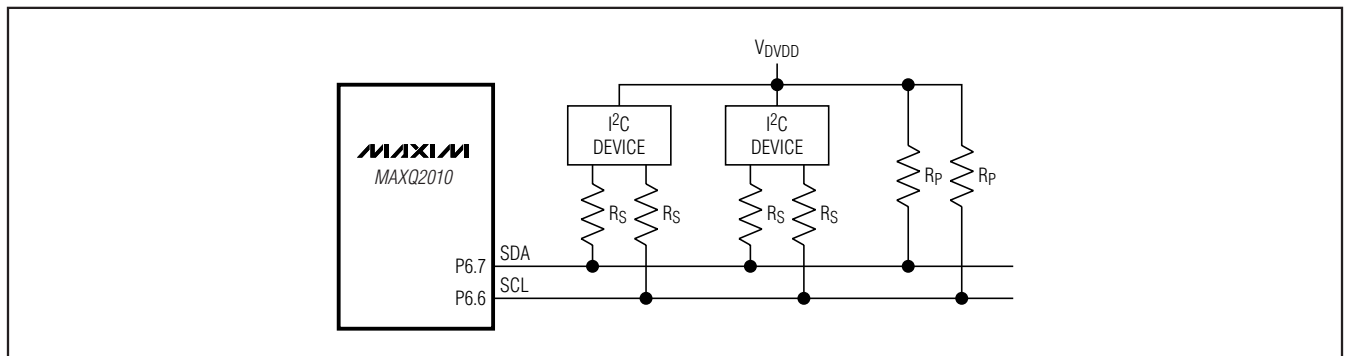 VDVDD
I2C
DEVICE
I2C
DEVICE
MAXIM
MAXQ2010
RS
RS
RS
RS
RP
RP
P6.7
SDA
P6.6
SCL